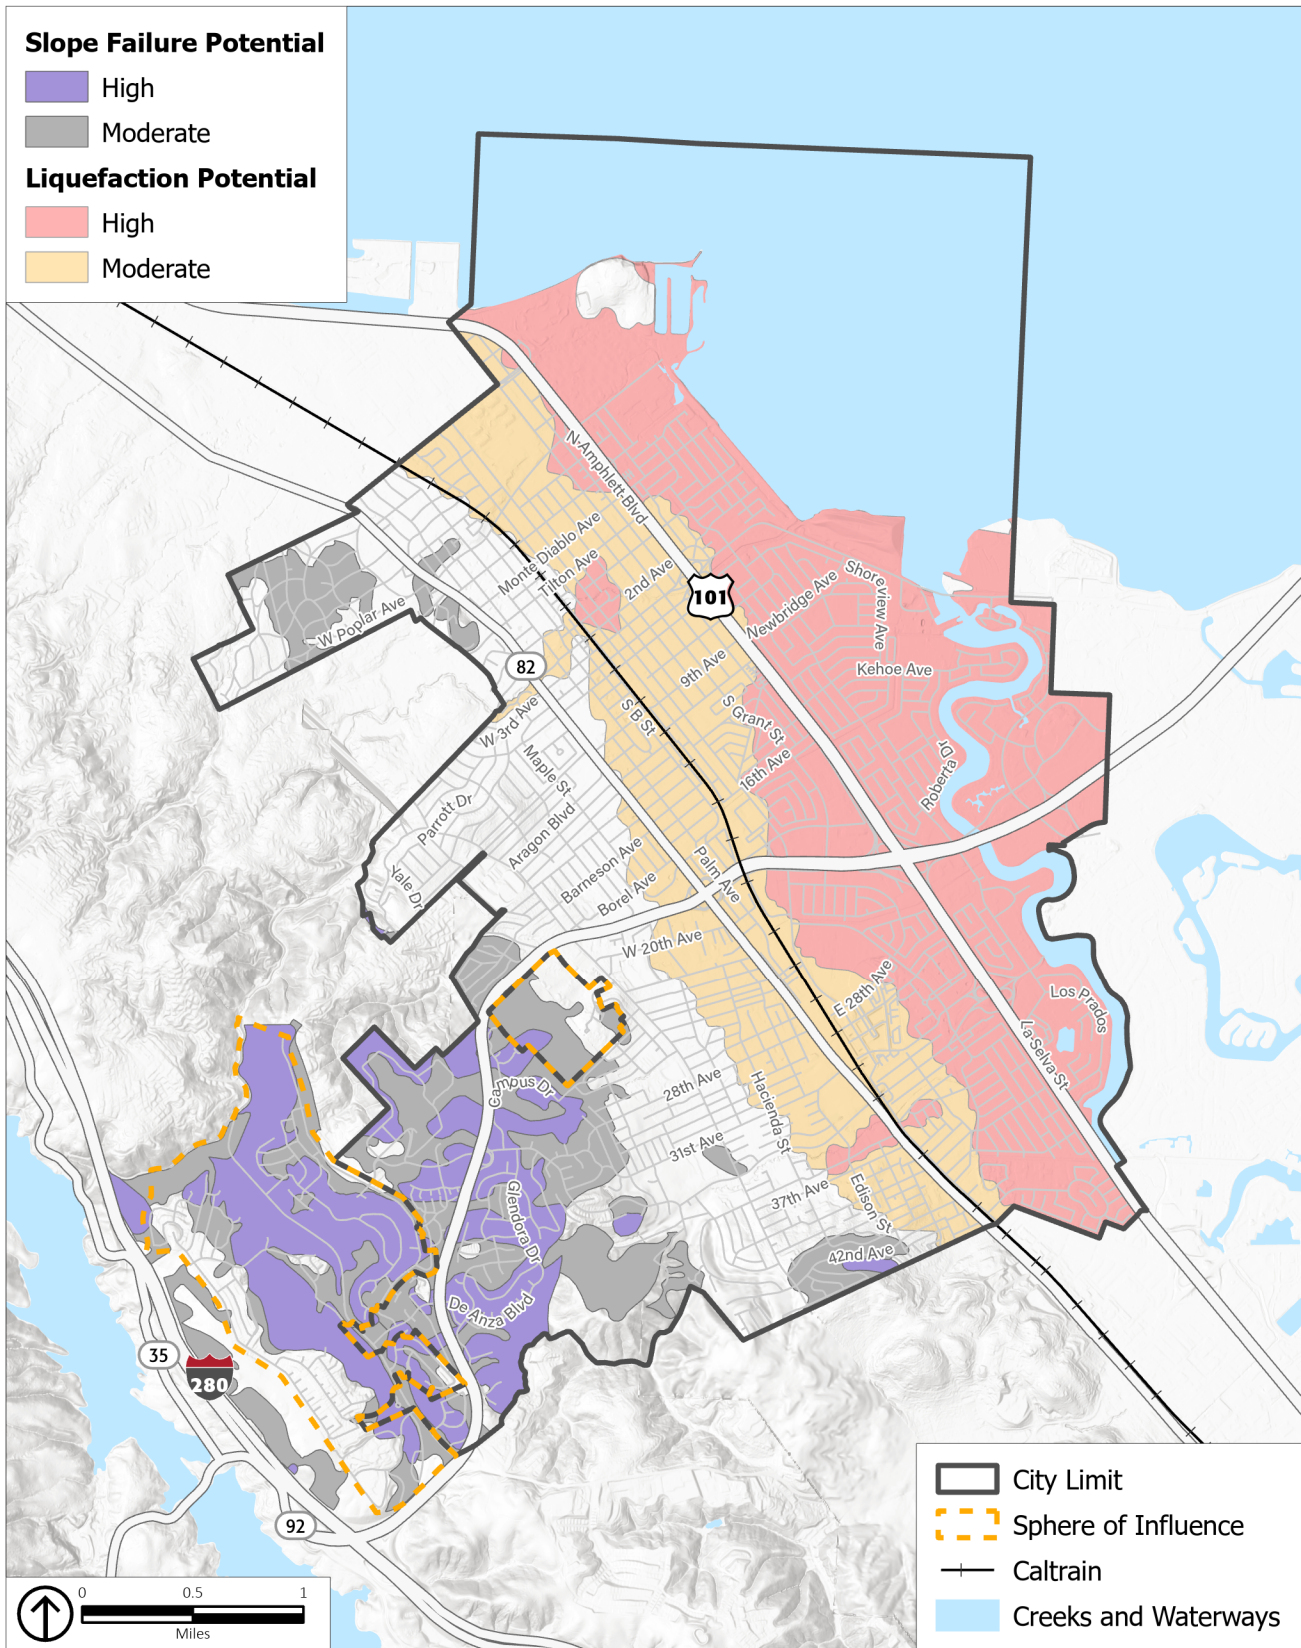 Slope Failure Potential
High
Moderate
Liquefaction Potential
High
Moderate
N Amphlett Blvd
Monte Diablo Ave
Tilton Ave
2nd Ave
101
Newbridge Ave
Shoreview Ave
W Poplar Ave
Kehoe Ave
82
9th Ave
S Grant St
W 3rd Ave
S B St
16th Ave
Maple St
Roberta Dr
Parrott Dr
Aragon Blvd
Barneson Ave
Palm Ave
Yale Dr
Borel Ave
W 20th Ave
E 28th Ave
Los Prados
La Selva St
Campus Dr
28th Ave
Hacienda St
31st Ave
37th Ave
Edison St
Glendora Dr
42nd Ave
De Anza Blvd
35
280
92
City Limit
Sphere of Influence
Caltrain
Creeks and Waterways
0 0.5 1
Miles